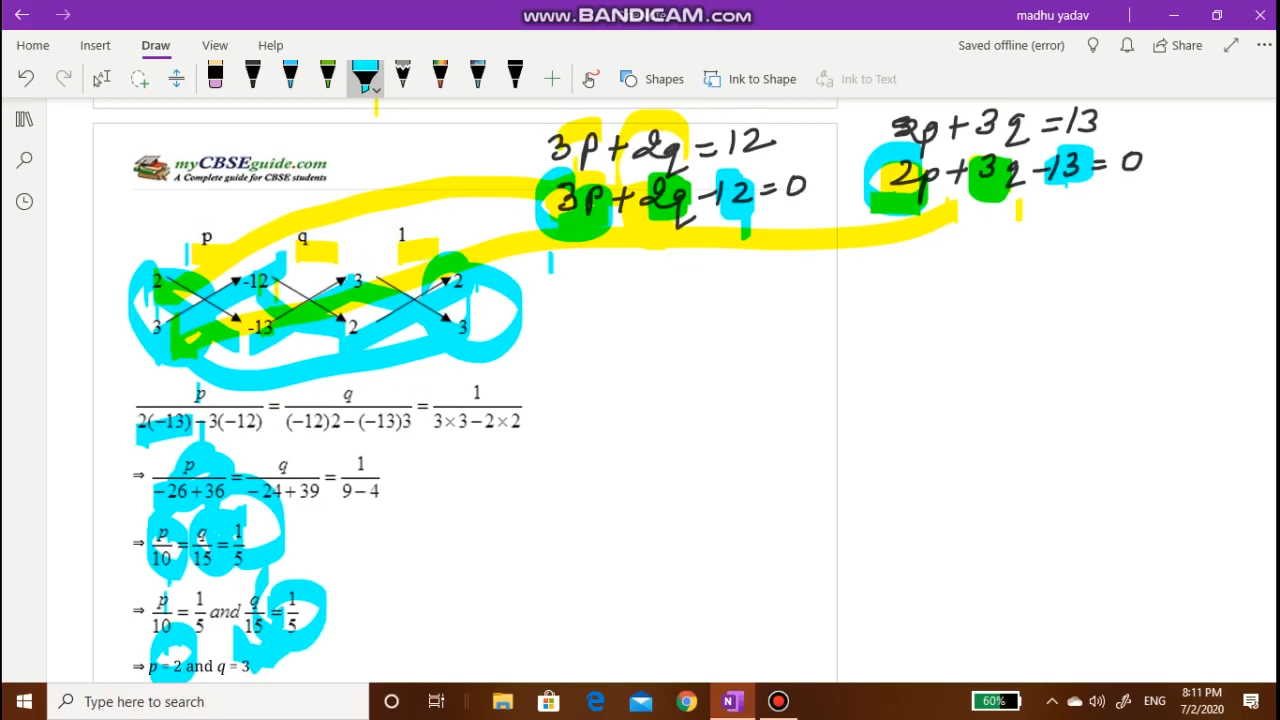 www.BANDICAM.com
madhu yadav
Home Insert Draw View Help
Saved offline (error)
Share
Shapes
Ink to Shape
Ink to Text
3p + 2q = 12
2p + 3q = 13
myCBSEguide.com
A Complete guide for CBSE students
3p + 2q - 12 = 0
2p + 3q - 13 = 0
p q 1
2 -12 3 2
3 -13 2 3
p/(2(−13)−3(−12)) = q/((−12)2−(−13)3) = 1/(3×3−2×2)
⇒ p/(−26+36) = q/(−24+39) = 1/(9−4)
⇒ p/10 = q/15 = 1/5
⇒ p/10 = 1/5 and q/15 = 1/5
⇒ p = 2 and q = 3
Type here to search
60%
ENG
8:11 PM
7/2/2020